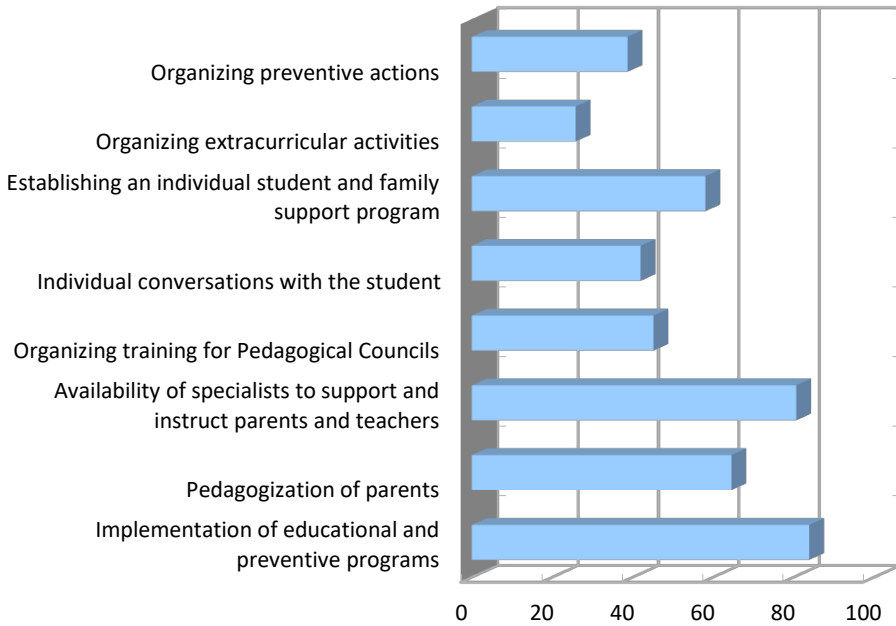 Organizing preventive actions
Organizing extracurricular activities
Establishing an individual student and family
support program
Individual conversations with the student
Organizing training for Pedagogical Councils
Availability of specialists to support and
instruct parents and teachers
Pedagogization of parents
Implementation of educational and
preventive programs
0 20 40 60 80 100